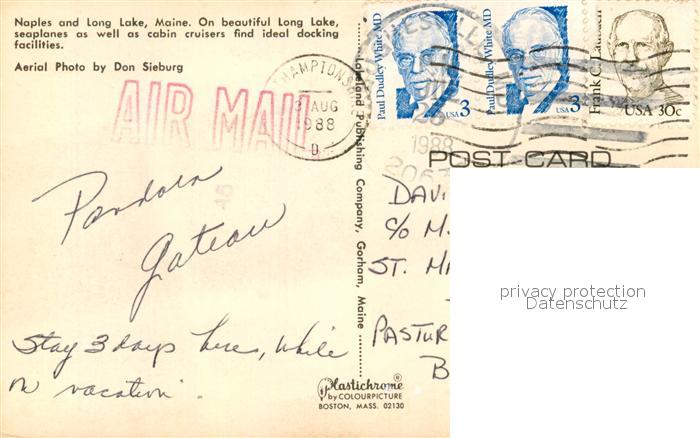 Naples and Long Lake, Maine. On beautiful Long Lake,
seaplanes as well as cabin cruisers find ideal docking
facilities.
Aerial Photo by Don Sieburg
AIR MAIL
3 AUG
1988
D
1988
Paul Dudley White MD
USA 3
Paul Dudley White MD
USA 3
USA 30c
POST CARD
Lakeland Publishing Company, Gorham, Maine
Pandora
Gateau
Stay 3 days here, while
on vacation.
DAVI
C/O M.
ST. MA
PASTUR
B
privacy protection
Datenschutz
Plastichrome®
by COLOURPICTURE
BOSTON, MASS. 02130